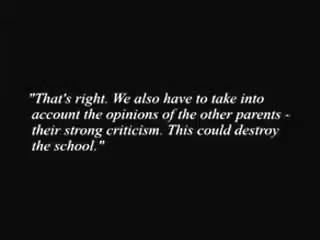 "That's right. We also have to take into
account the opinions of the other parents -
their strong criticism. This could destroy
the school."